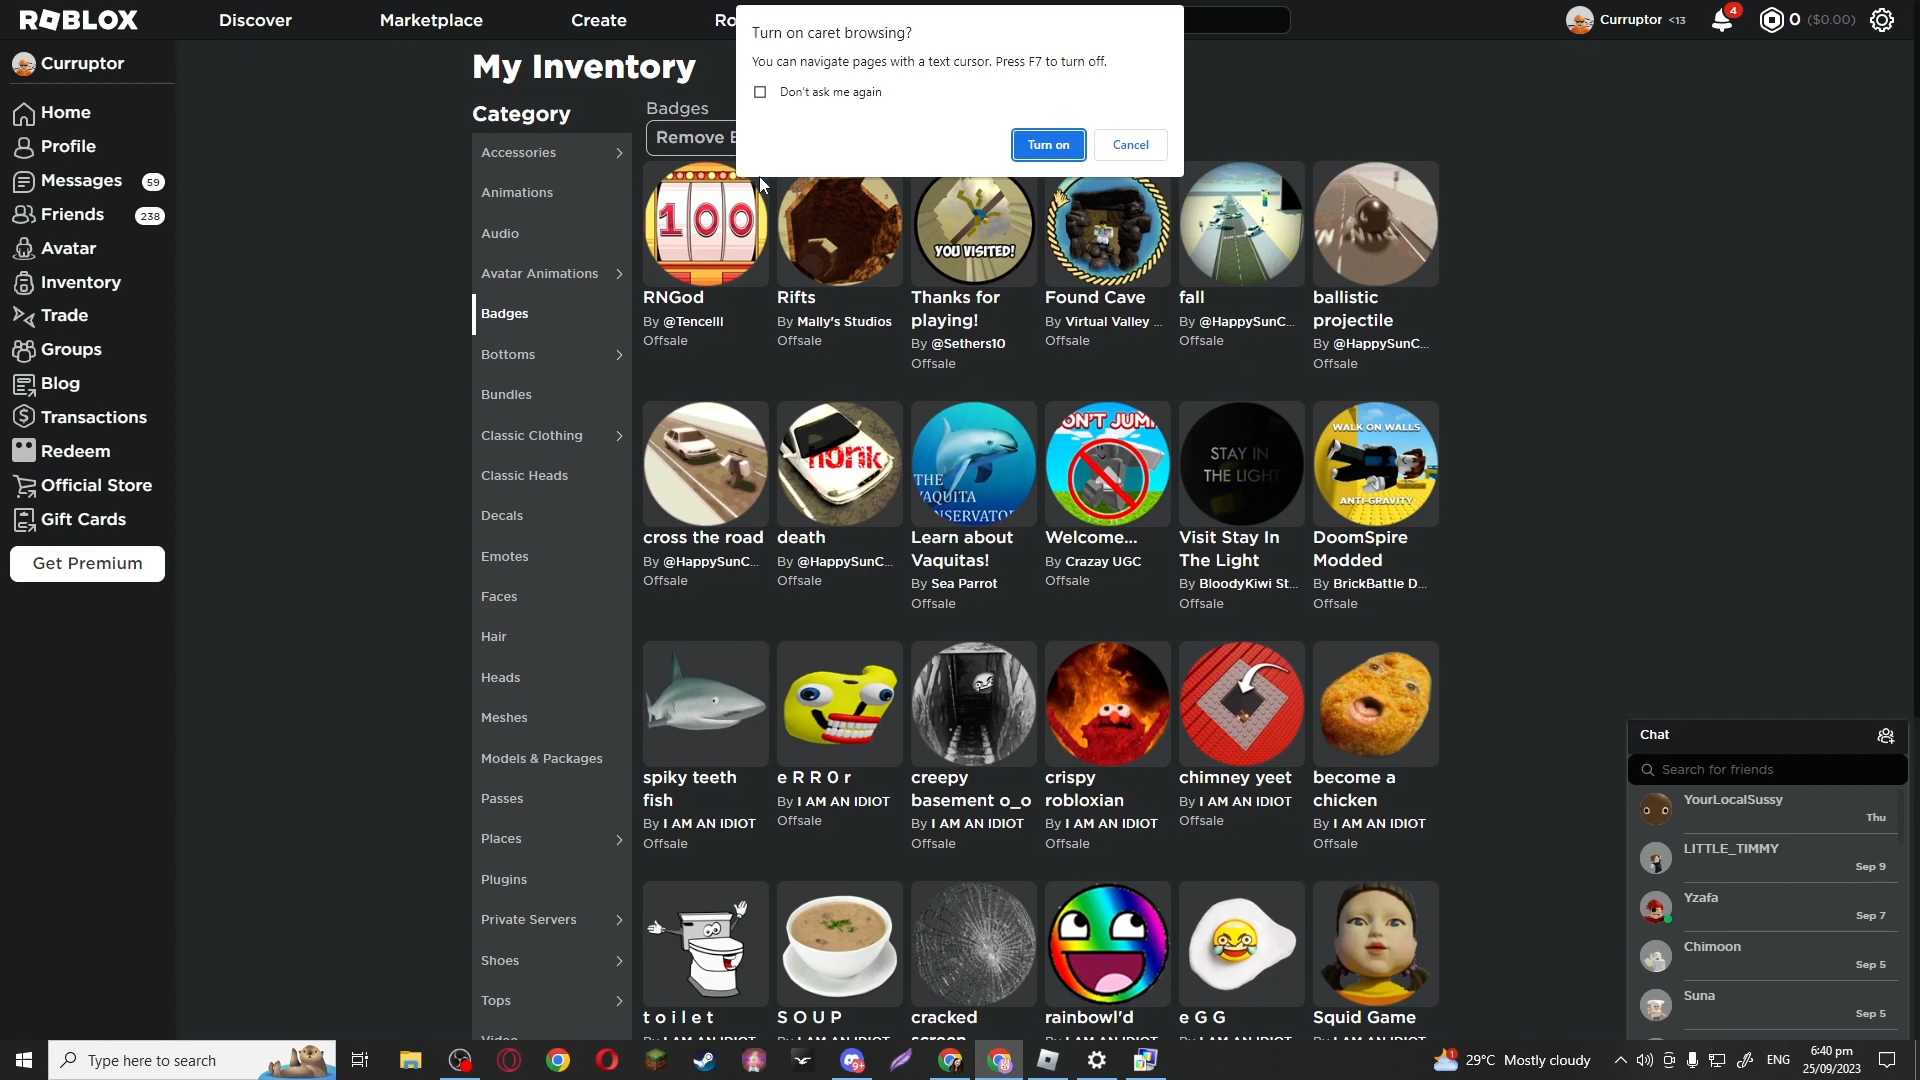 ROBLOX
Discover
Marketplace
Create
Ro
Curruptor <13
4
0 ($0.00)
Turn on caret browsing?
You can navigate pages with a text cursor. Press F7 to turn off.
Don't ask me again
Turn on
Cancel
Curruptor
Home
Profile
Messages 59
Friends 238
Avatar
Inventory
Trade
Groups
Blog
Transactions
Redeem
Official Store
Gift Cards
Get Premium
My Inventory
Category
Accessories
Animations
Audio
Avatar Animations
Badges
Bottoms
Bundles
Classic Clothing
Classic Heads
Decals
Emotes
Faces
Hair
Heads
Meshes
Models & Packages
Passes
Places
Plugins
Private Servers
Shoes
Tops
Video
Badges
Remove
100
RNGod
By @Tencelll
Offsale
Rifts
By Mally's Studios
Offsale
YOU VISITED!
Thanks for
playing!
By @Sethers10
Offsale
Found Cave
By Virtual Valley ...
Offsale
fall
By @HappySunC...
Offsale
ballistic
projectile
By @HappySunC...
Offsale
cross the road
By @HappySunC...
Offsale
honk
death
By @HappySunC...
Offsale
THE
VAQUITA
Learn about
Vaquitas!
By Sea Parrot
Offsale
DON'T JUMP
Welcome...
By Crazay UGC
Offsale
STAY IN
THE LIGHT
Visit Stay In
The Light
By BloodyKiwi St...
Offsale
WALK ON WALLS
ANTI-GRAVITY
DoomSpire
Modded
By BrickBattle D...
Offsale
spiky teeth
fish
By I AM AN IDIOT
Offsale
e R R 0 r
By I AM AN IDIOT
Offsale
creepy
basement o_o
By I AM AN IDIOT
Offsale
crispy
robloxian
By I AM AN IDIOT
Offsale
chimney yeet
By I AM AN IDIOT
Offsale
become a
chicken
By I AM AN IDIOT
Offsale
t o i l e t
S O U P
cracked
screen
rainbowl'd
e G G
Squid Game
Chat
Search for friends
YourLocalSussy
Thu
LITTLE_TIMMY
Sep 9
Yzafa
Sep 7
Chimoon
Sep 5
Suna
Sep 5
Type here to search
9+
1
29°C Mostly cloudy
ENG
6:40 pm
25/09/2023